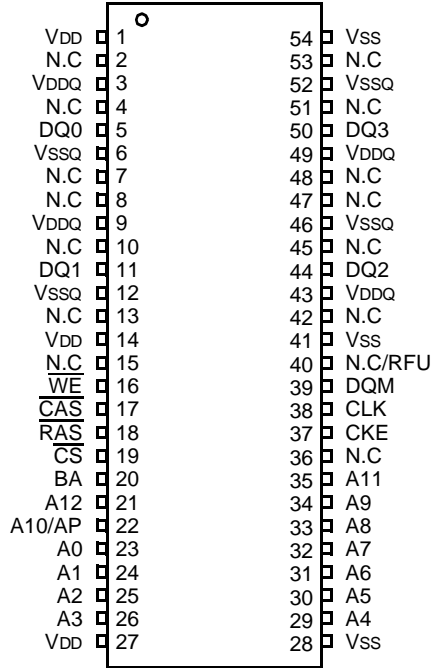 VDD 1 54 VSS
N.C 2 53 N.C
VDDQ 3 52 VSSQ
N.C 4 51 N.C
DQ0 5 50 DQ3
VSSQ 6 49 VDDQ
N.C 7 48 N.C
N.C 8 47 N.C
VDDQ 9 46 VSSQ
N.C 10 45 N.C
DQ1 11 44 DQ2
VSSQ 12 43 VDDQ
N.C 13 42 N.C
VDD 14 41 VSS
N.C 15 40 N.C/RFU
WE 16 39 DQM
CAS 17 38 CLK
RAS 18 37 CKE
CS 19 36 N.C
BA 20 35 A11
A12 21 34 A9
A10/AP 22 33 A8
A0 23 32 A7
A1 24 31 A6
A2 25 30 A5
A3 26 29 A4
VDD 27 28 VSS